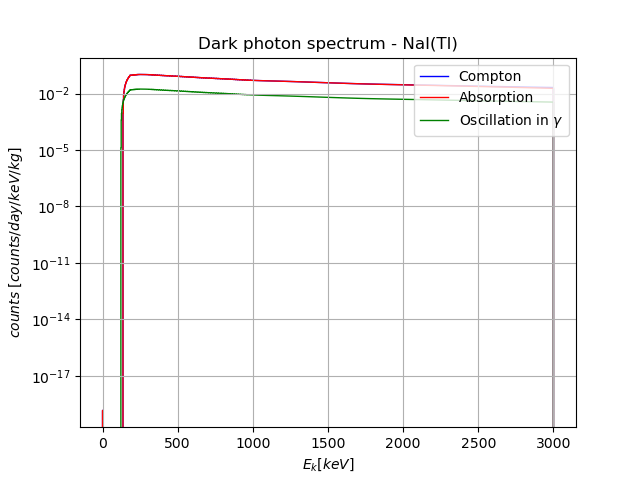 Dark photon spectrum - NaI(Tl)
Compton
Absorption
Oscillation in γ
10⁻²
10⁻⁵
10⁻⁸
10⁻¹¹
10⁻¹⁴
10⁻¹⁷
counts [counts/day/keV/kg]
0 500 1000 1500 2000 2500 3000
Eₖ[keV]